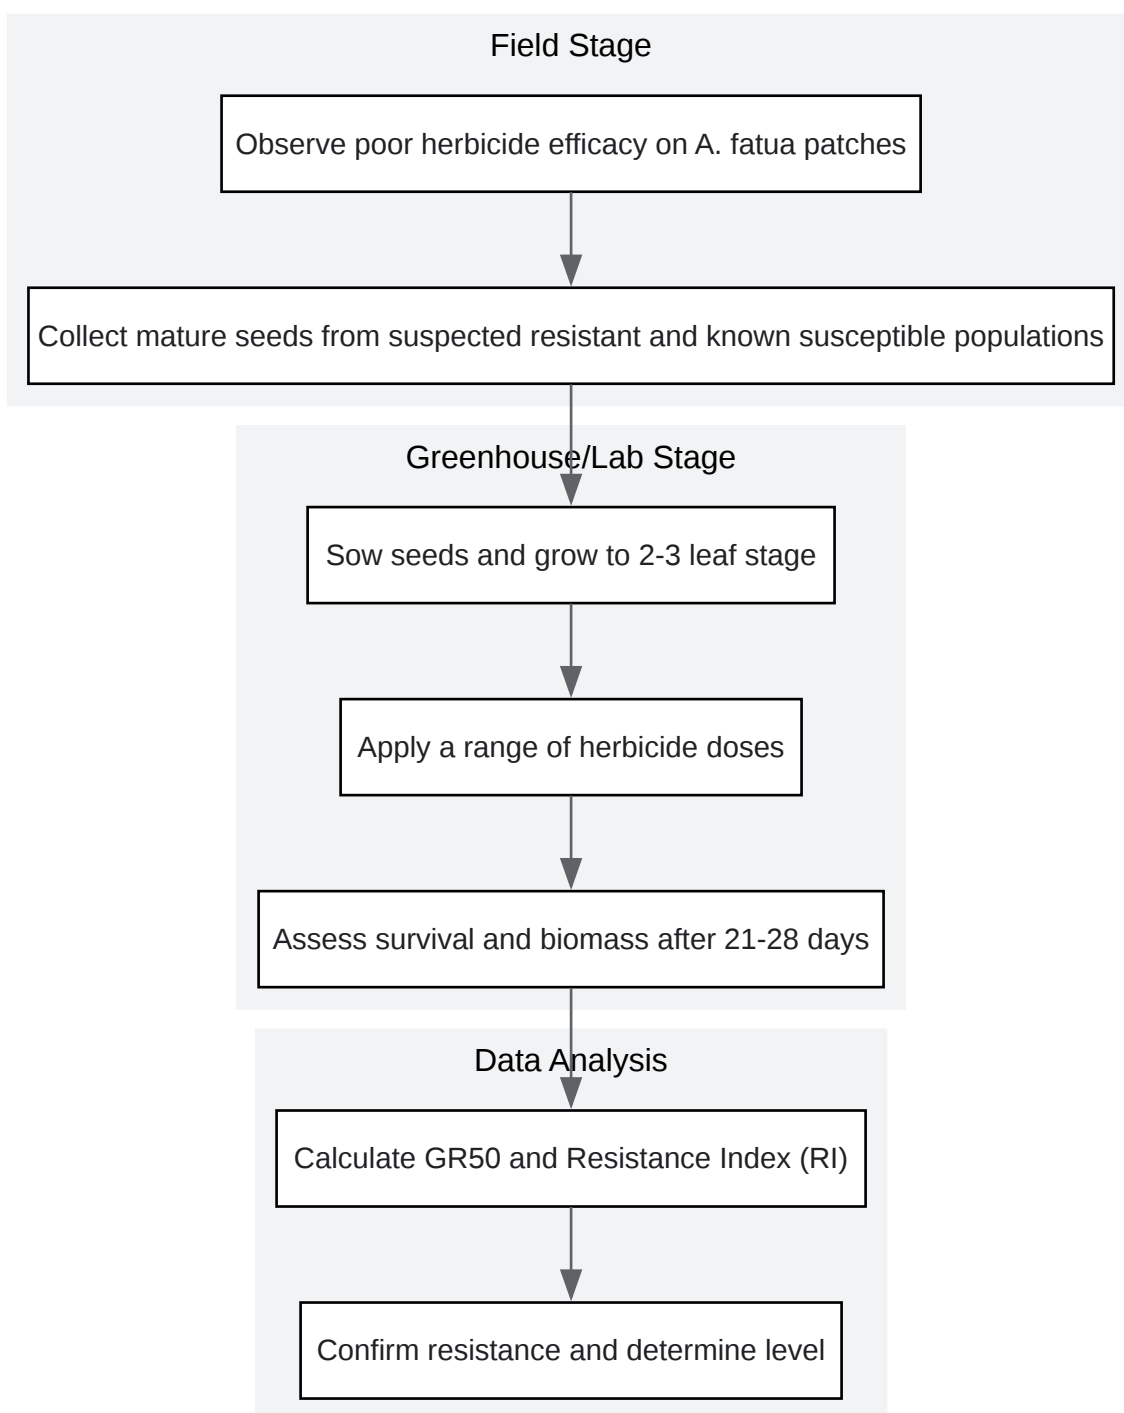 Field Stage
Observe poor herbicide efficacy on A. fatua patches
Collect mature seeds from suspected resistant and known susceptible populations
Greenhouse/Lab Stage
Sow seeds and grow to 2-3 leaf stage
Apply a range of herbicide doses
Assess survival and biomass after 21-28 days
Data Analysis
Calculate GR50 and Resistance Index (RI)
Confirm resistance and determine level